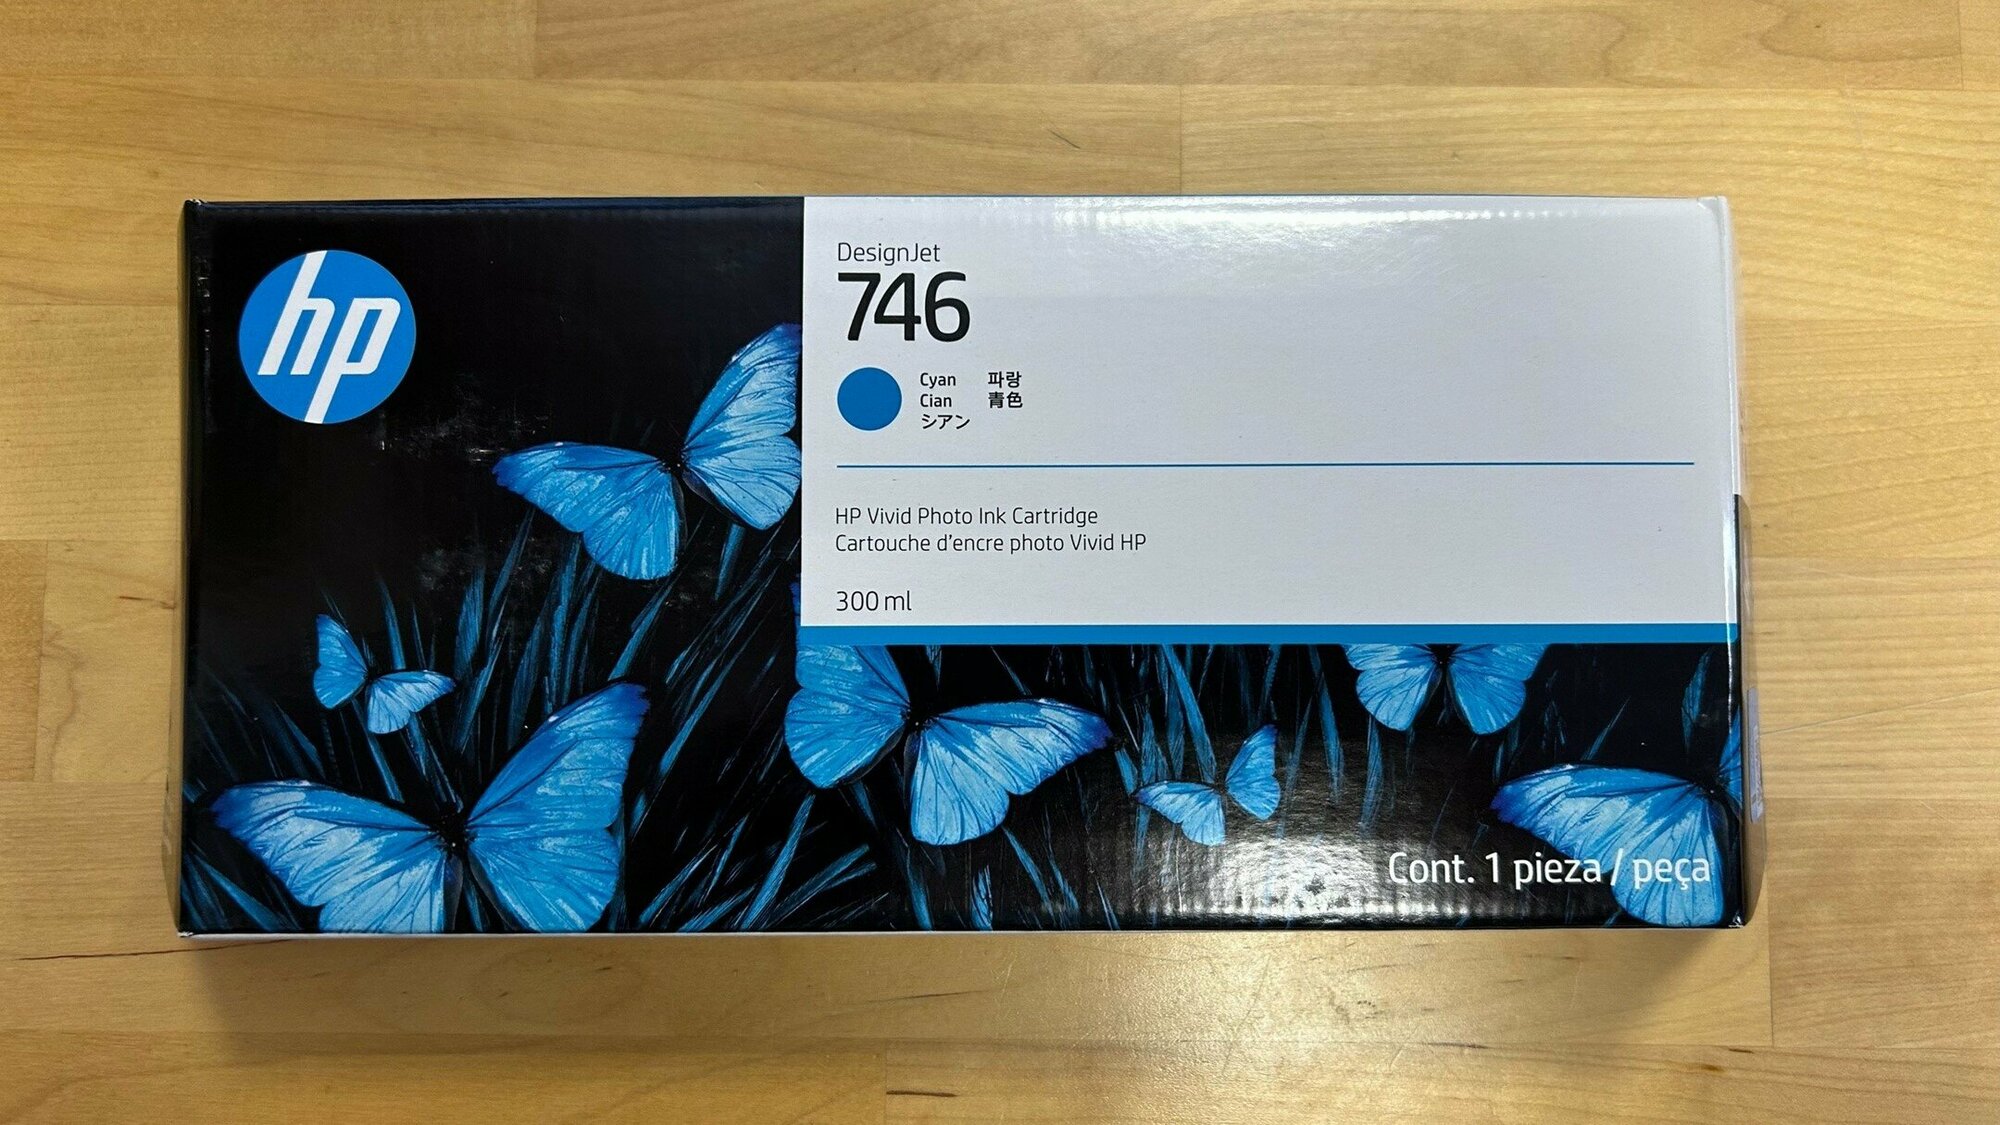 hp
DesignJet
746
Cyan 파랑
Cian 青色
シアン
HP Vivid Photo Ink Cartridge
Cartouche d'encre photo Vivid HP
300 ml
Cont. 1 pieza / peça